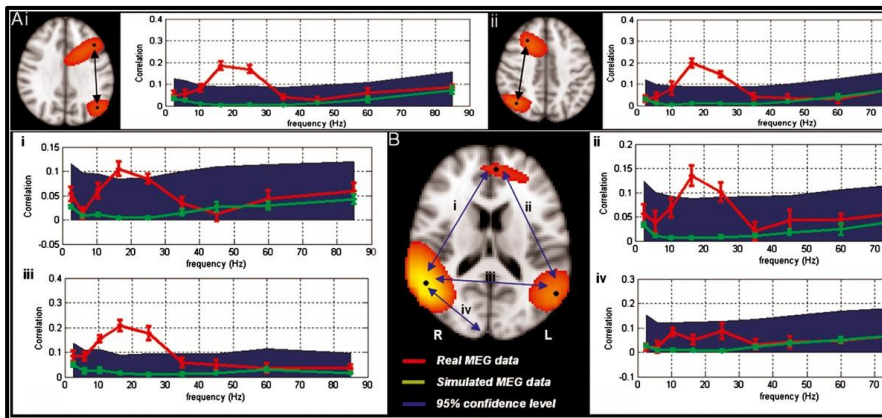 Ai
ii
Correlation
0.4
0.3
0.2
0.1
0
0 10 20 30 40 50 60 70 80 90
frequency (Hz)
Correlation
0.4
0.3
0.2
0.1
0
0 10 20 30 40 50 60 70
frequency (Hz)
i
Correlation
0.15
0.1
0.05
0
-0.05
0 10 20 30 40 50 60 70 80 90
frequency (Hz)
B
i
ii
iii
iv
R
L
ii
Correlation
0.2
0.15
0.1
0.05
0
0 10 20 30 40 50 60 70
frequency (Hz)
iii
Correlation
0.4
0.3
0.2
0.1
0
0 10 20 30 40 50 60 70 80 90
frequency (Hz)
Real MEG data
Simulated MEG data
95% confidence level
iv
Correlation
0.4
0.3
0.2
0.1
0
-0.1
0 10 20 30 40 50 60 70
frequency (Hz)